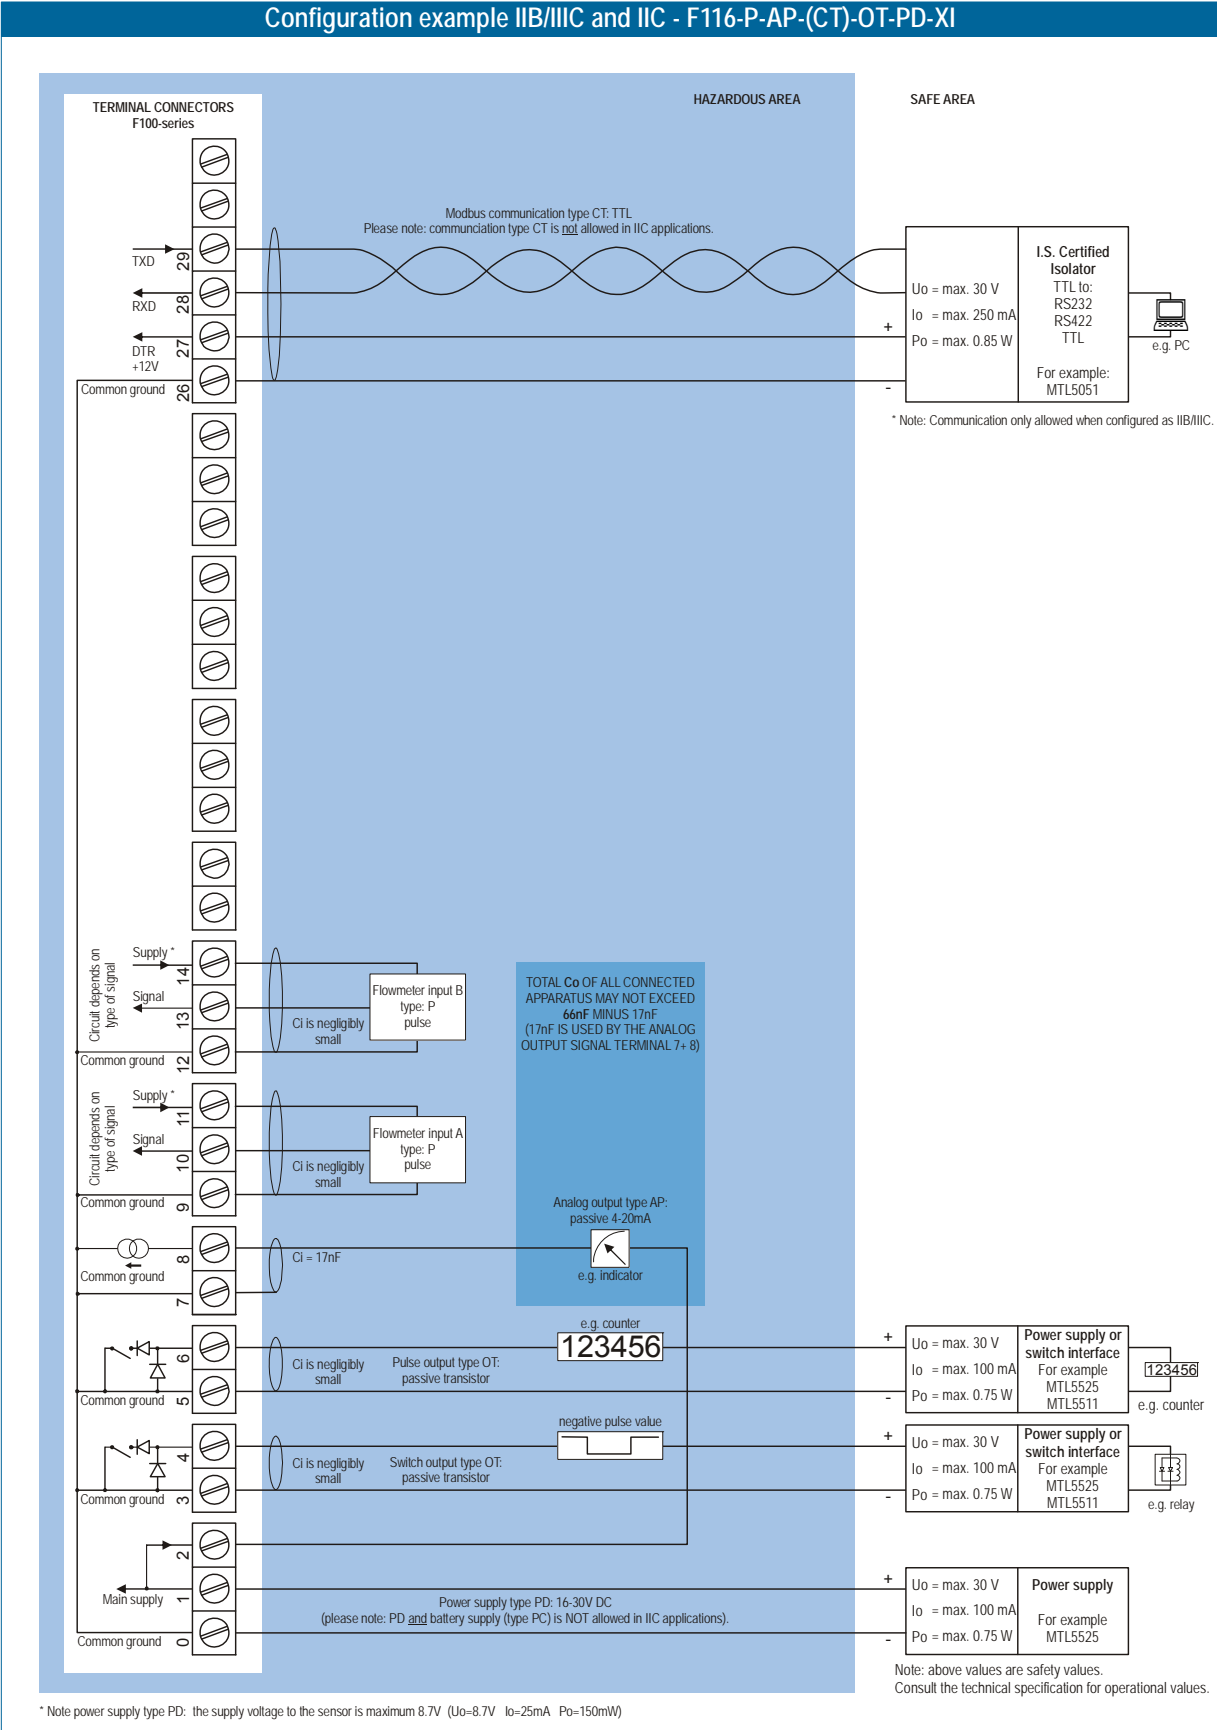 Configuration example IIB/IIIC and IIC - F116-P-AP-(CT)-OT-PD-XI
TERMINAL CONNECTORS
F100-series
HAZARDOUS AREA
SAFE AREA
Modbus communication type CT: TTL
Please note: communciation type CT is not allowed in IIC applications.
TXD
29
RXD
28
DTR
+12V
27
Common ground
26
Uo = max. 30 V
Io = max. 250 mA
Po = max. 0.85 W
+
-
I.S. Certified
Isolator
TTL to:
RS232
RS422
TTL
For example:
MTL5051
e.g. PC
* Note: Communication only allowed when configured as IIB/IIIC.
Circuit depends on
type of signal
Supply *
14
Signal
13
Common ground
12
Ci is negligibly
small
Flowmeter input B
type: P
pulse
TOTAL Co OF ALL CONNECTED
APPARATUS MAY NOT EXCEED
66nF MINUS 17nF
(17nF IS USED BY THE ANALOG
OUTPUT SIGNAL TERMINAL 7+ 8)
Circuit depends on
type of signal
Supply *
11
Signal
10
Common ground
9
Ci is negligibly
small
Flowmeter input A
type: P
pulse
Analog output type AP:
passive 4-20mA
e.g. indicator
8
Common ground
7
Ci = 17nF
6
Common ground
5
Ci is negligibly
small
Pulse output type OT:
passive transistor
e.g. counter
123456
+
-
Uo = max. 30 V
Io = max. 100 mA
Po = max. 0.75 W
Power supply or
switch interface
For example
MTL5525
MTL5511
123456
e.g. counter
4
Common ground
3
Ci is negligibly
small
Switch output type OT:
passive transistor
negative pulse value
+
-
Uo = max. 30 V
Io = max. 100 mA
Po = max. 0.75 W
Power supply or
switch interface
For example
MTL5525
MTL5511
e.g. relay
2
Main supply
1
Common ground
0
Power supply type PD: 16-30V DC
(please note: PD and battery supply (type PC) is NOT allowed in IIC applications).
+
-
Uo = max. 30 V
Io = max. 100 mA
Po = max. 0.75 W
Power supply
For example
MTL5525
Note: above values are safety values.
Consult the technical specification for operational values.
* Note power supply type PD: the supply voltage to the sensor is maximum 8.7V (Uo=8.7V Io=25mA Po=150mW)